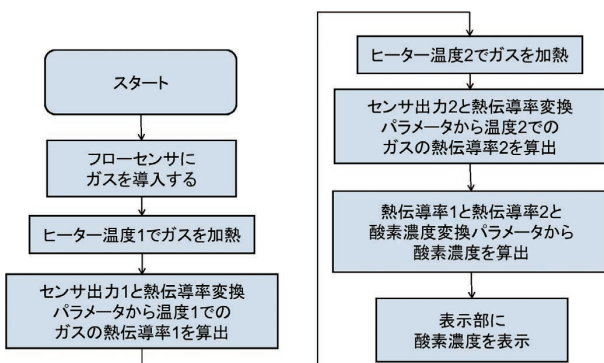 スタート
フローセンサに
ガスを導入する
ヒーター温度1でガスを加熱
センサ出力1と熱伝導率変換
パラメータから温度1での
ガスの熱伝導率1を算出
ヒーター温度2でガスを加熱
センサ出力2と熱伝導率変換
パラメータから温度2での
ガスの熱伝導率2を算出
熱伝導率1と熱伝導率2と
酸素濃度変換パラメータから
酸素濃度を算出
表示部に
酸素濃度を表示